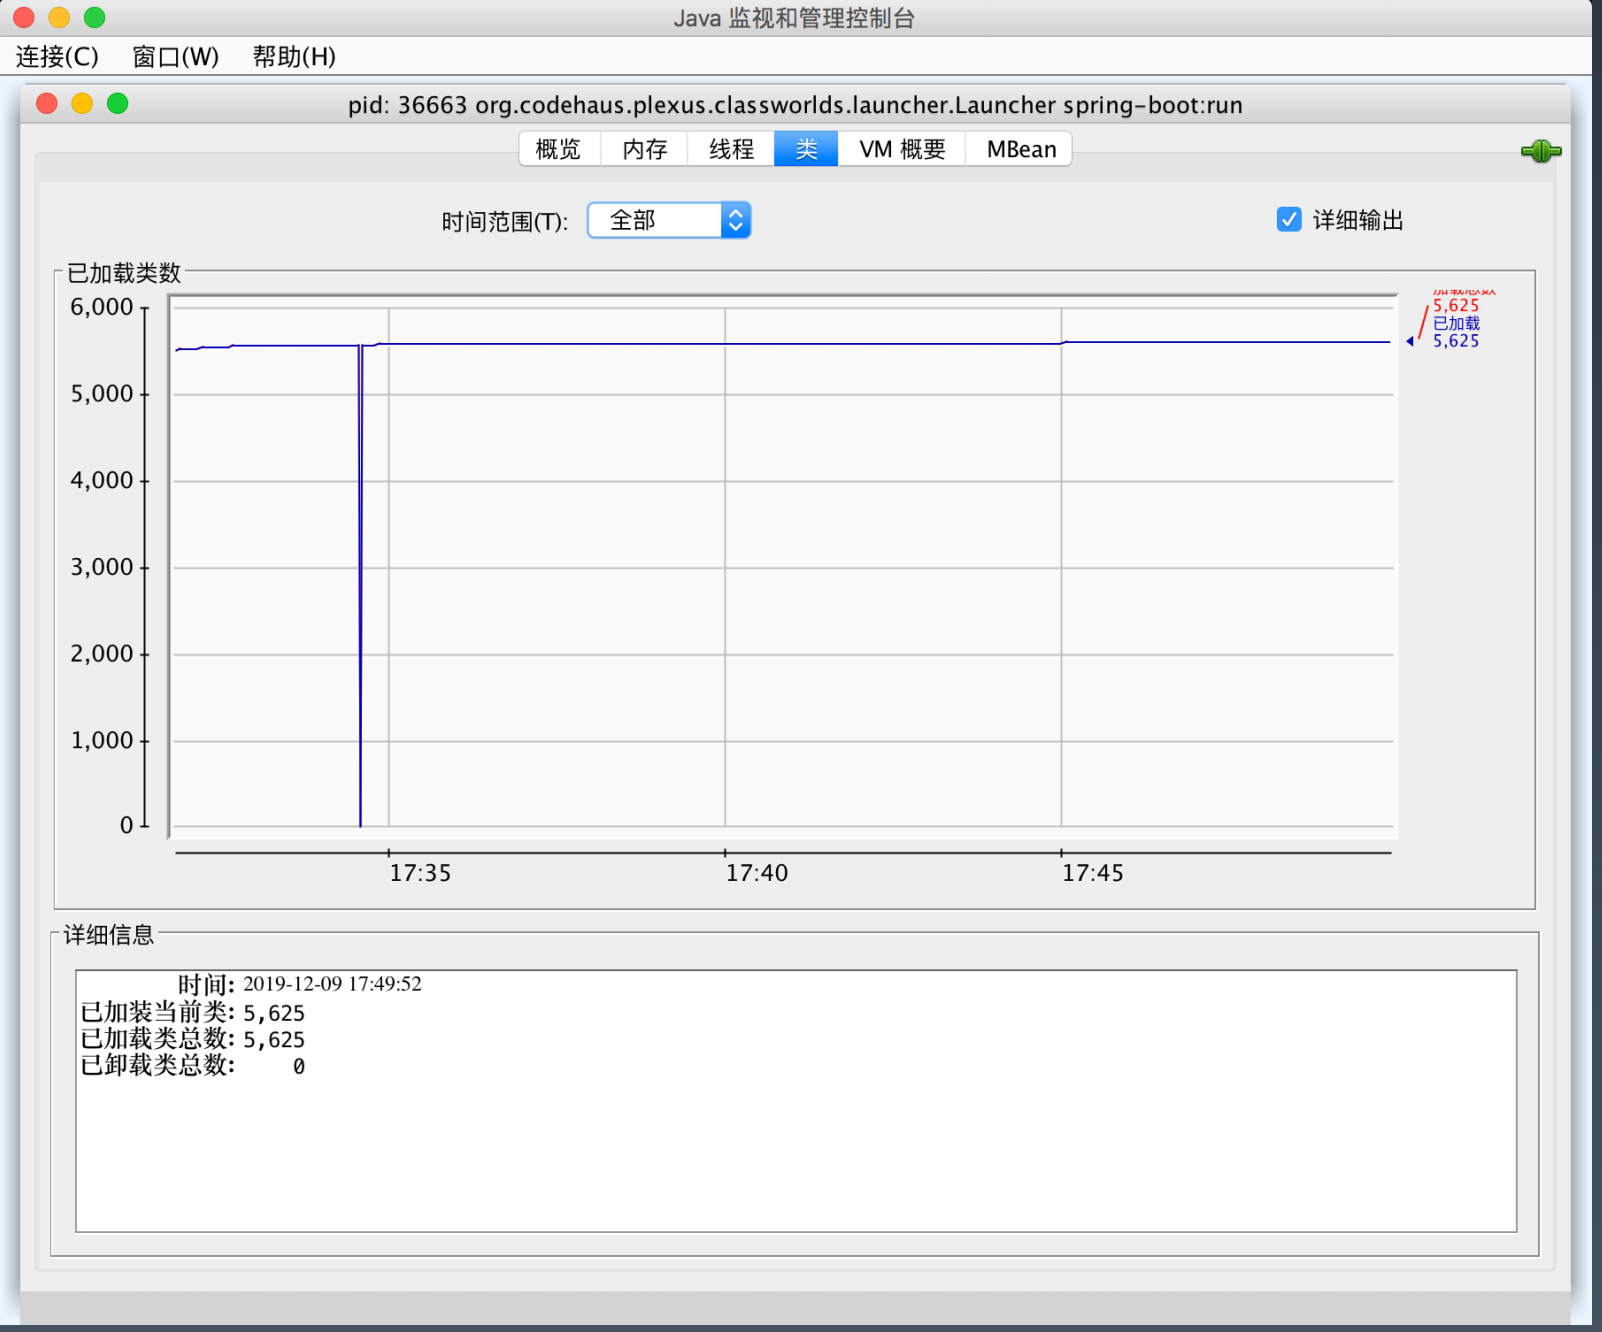 Java 监视和管理控制台
连接(C) 窗口(W) 帮助(H)
pid: 36663 org.codehaus.plexus.classworlds.launcher.Launcher spring-boot:run
概览 内存 线程 类 VM 概要 MBean
时间范围(T): 全部 详细输出
已加载类数
6,000
5,000
4,000
3,000
2,000
1,000
0
加载总数
5,625
已加载
5,625
17:35 17:40 17:45
详细信息
时间: 2019-12-09 17:49:52
已加装当前类: 5,625
已加载类总数: 5,625
已卸载类总数: 0